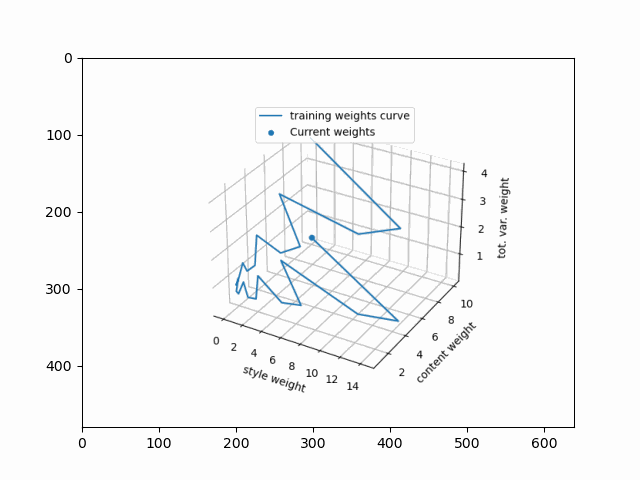 0
100
200
300
400
training weights curve
Current weights
4
3
2
1
tot. var. weight
10
8
6
4
2
content weight
0 2 4 6 8 10 12 14
style weight
0 100 200 300 400 500 600